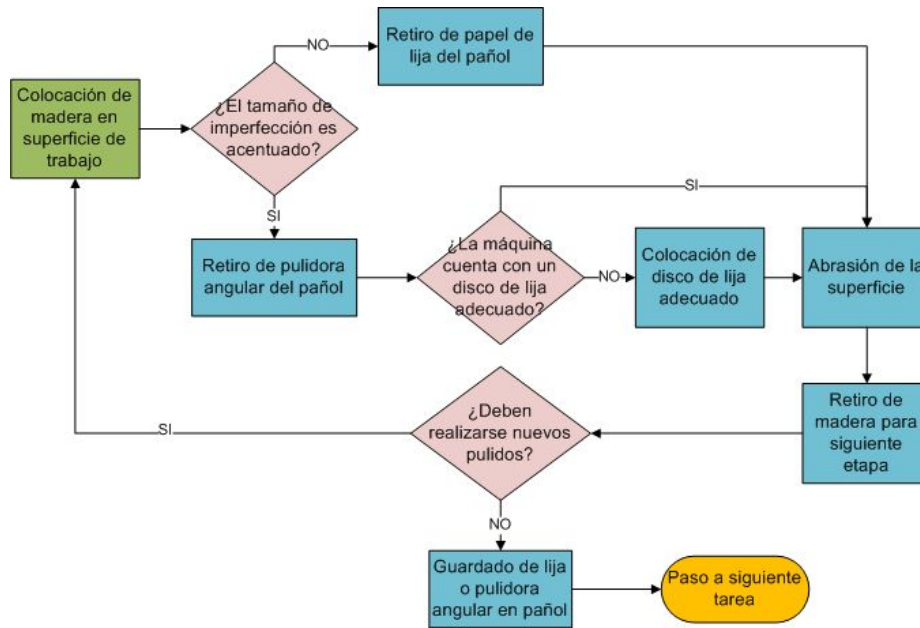 NO
Retiro de papel de
lija del pañol
Colocación de
madera en
superficie de
trabajo
¿El tamaño de
imperfección es
acentuado?
SI
SI
Retiro de pulidora
angular del pañol
¿La máquina
cuenta con un
disco de lija
adecuado?
NO
Colocación de
disco de lija
adecuado
Abrasión de la
superficie
Retiro de
madera para
siguiente
etapa
¿Deben
realizarse nuevos
pulidos?
SI
NO
Guardado de lija
o pulidora
angular en pañol
Paso a siguiente
tarea